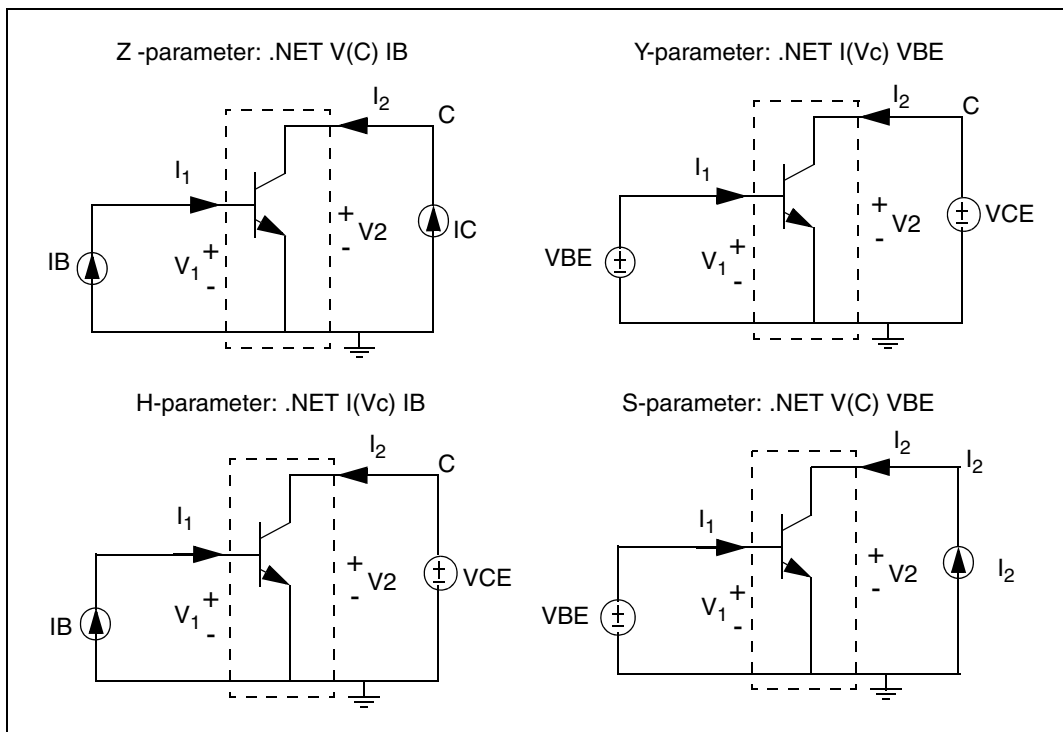 Z -parameter: .NET V(C) IB
I2
C
I1
+
V2
-
IC
IB
V1
+
-
Y-parameter: .NET I(Vc) VBE
I2
C
I1
+
V2
-
±
VCE
VBE
±
V1
+
-
H-parameter: .NET I(Vc) IB
I2
C
I1
+
V2
-
±
VCE
IB
V1
+
-
S-parameter: .NET V(C) VBE
I2
I2
I1
+
V2
-
I2
VBE
±
V1
+
-